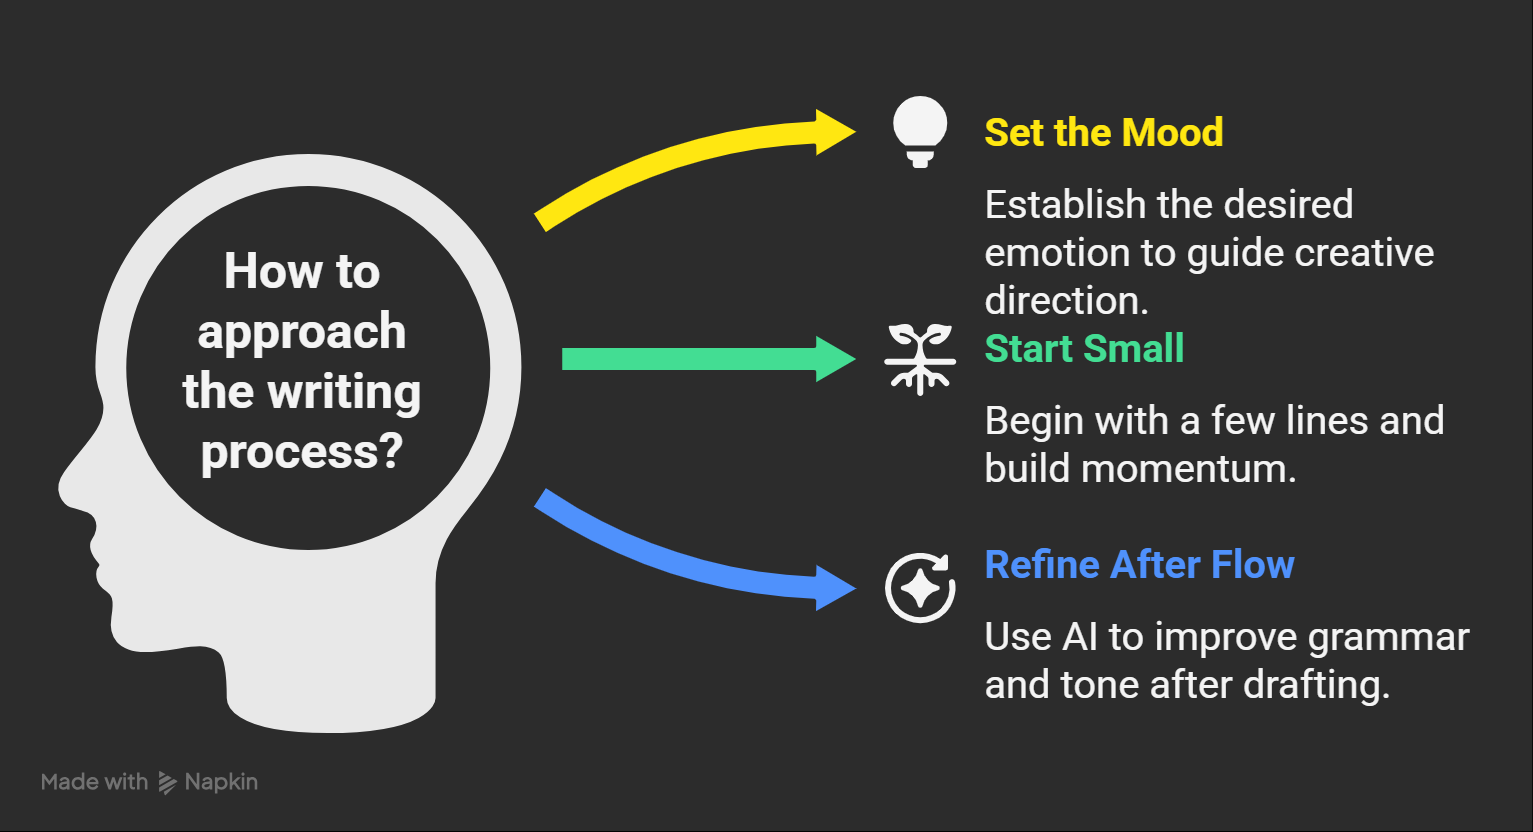 How to
approach
the writing
process?
Set the Mood
Establish the desired
emotion to guide creative
direction.
Start Small
Begin with a few lines and
build momentum.
Refine After Flow
Use AI to improve grammar
and tone after drafting.
Made with Napkin